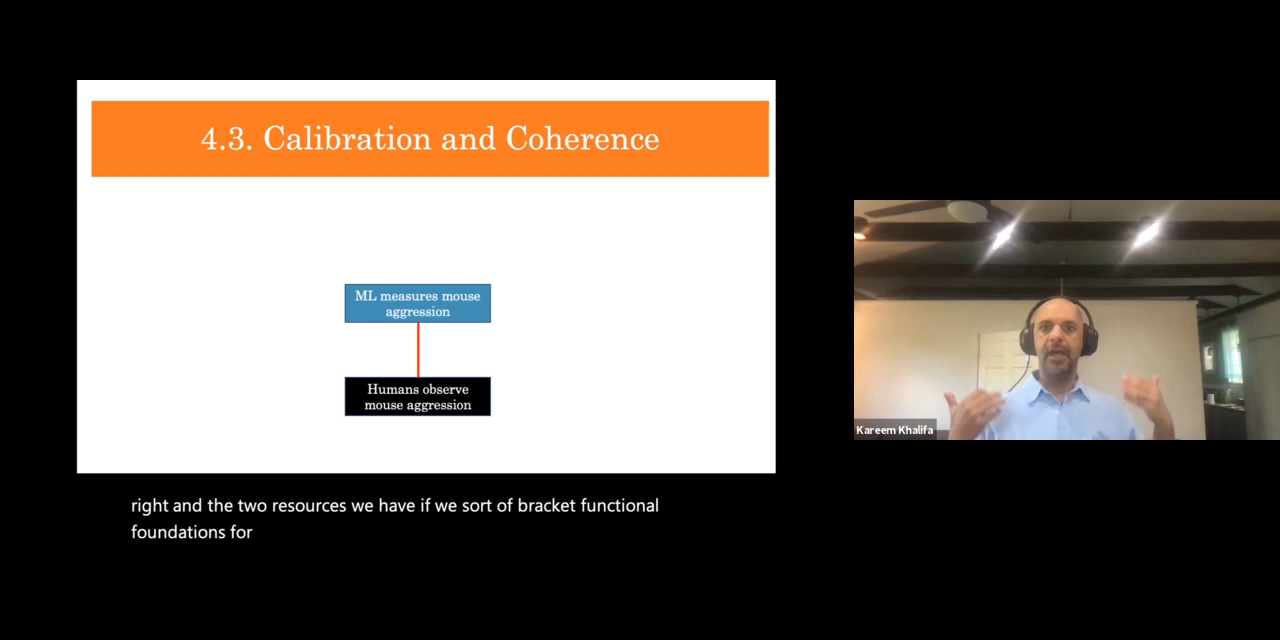 4.3. Calibration and Coherence
ML measures mouse
aggression
Humans observe
mouse aggression
Kareem Khalifa
right and the two resources we have if we sort of bracket functional
foundations for